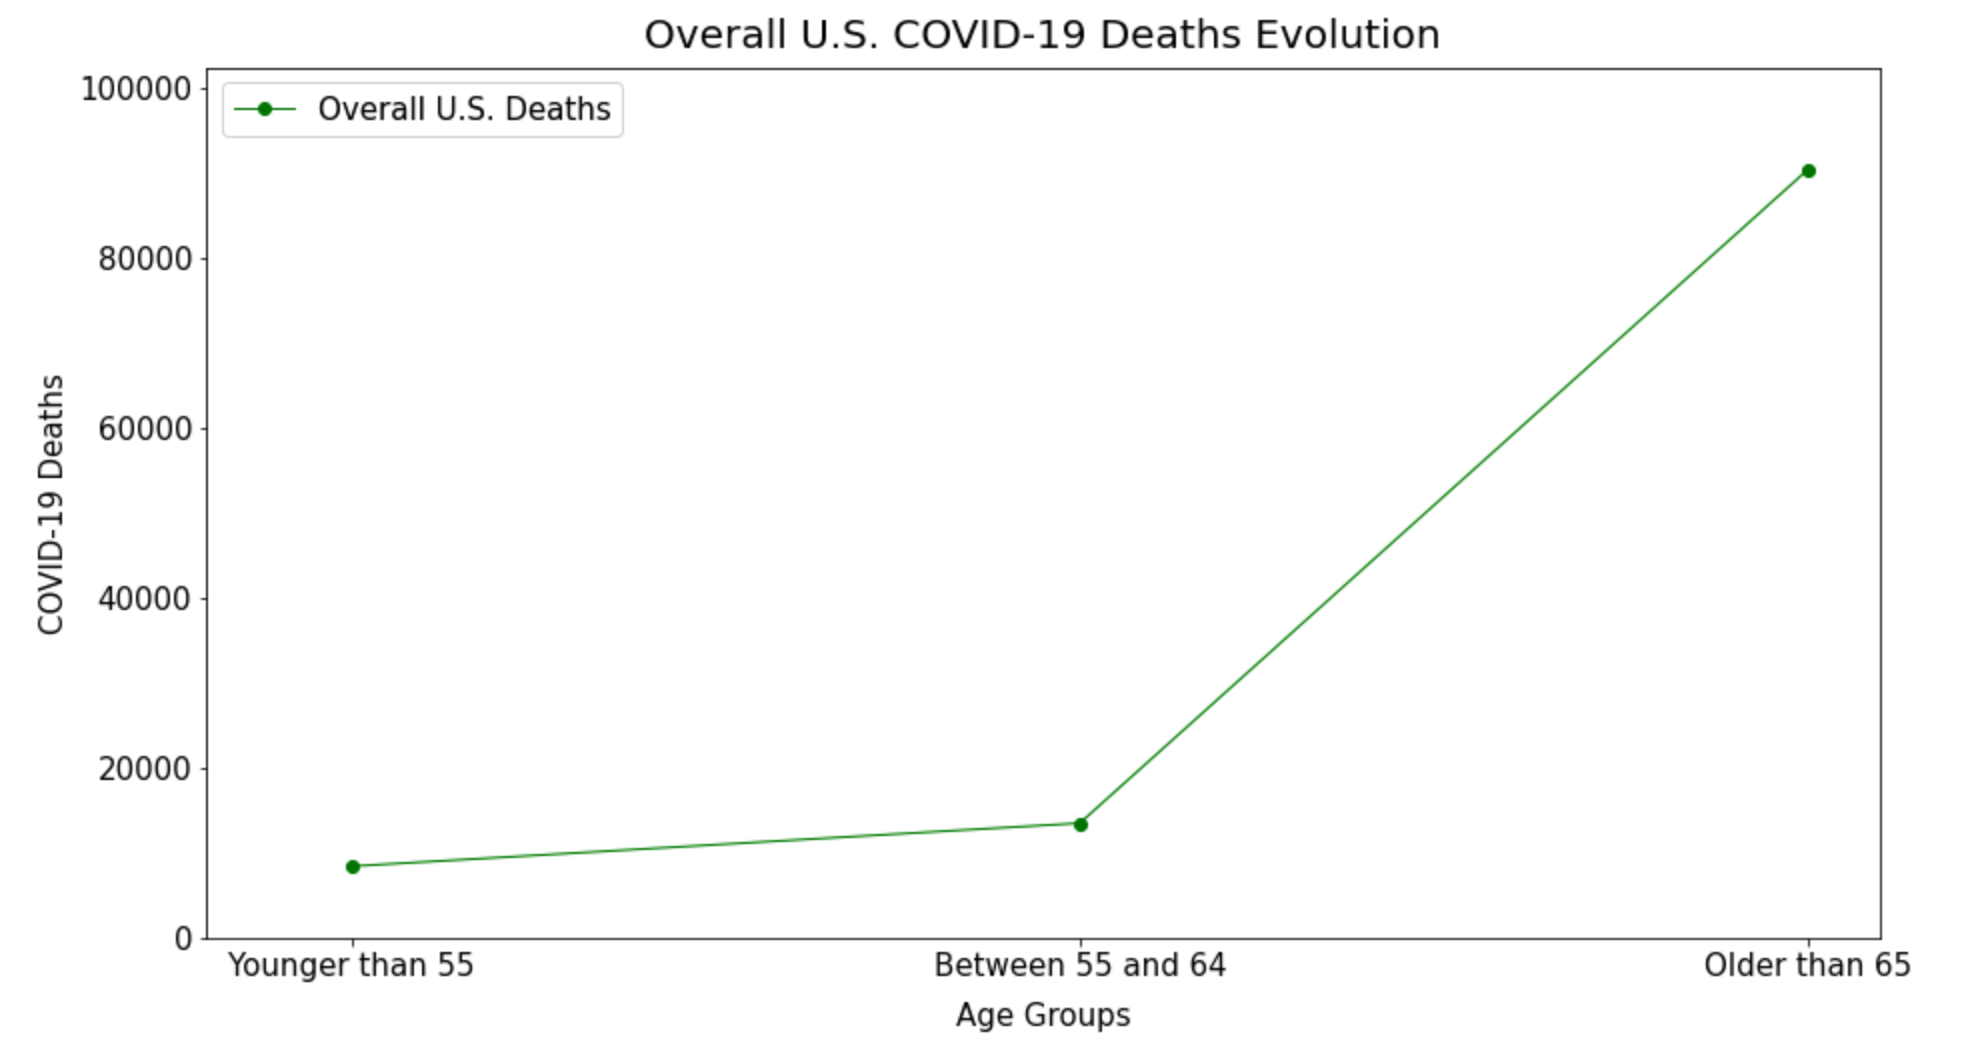 Overall U.S. COVID-19 Deaths Evolution
Overall U.S. Deaths
100000
80000
60000
40000
20000
0
COVID-19 Deaths
Younger than 55
Between 55 and 64
Older than 65
Age Groups